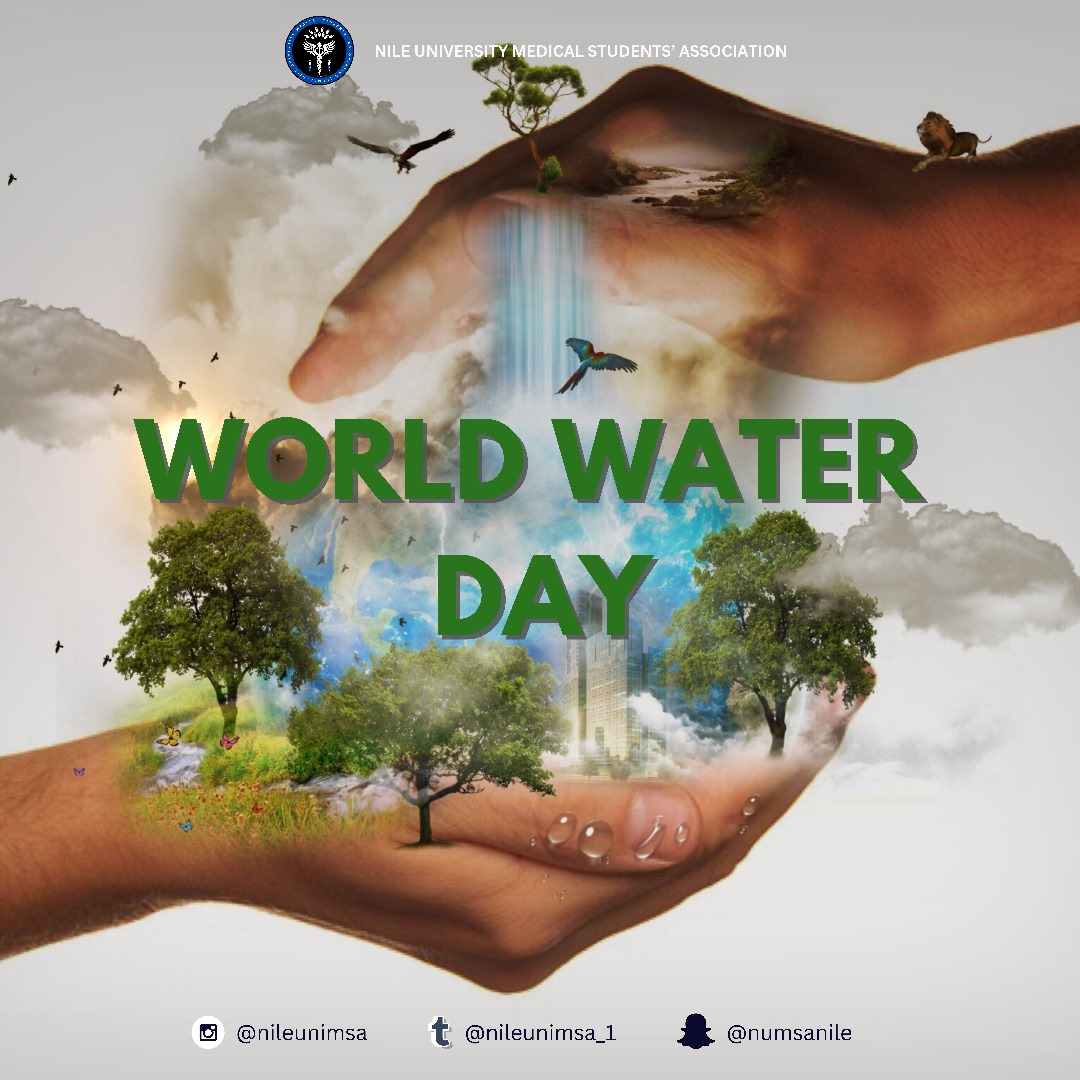 NILE UNIVERSITY MEDICAL STUDENTS' ASSOCIATION
WORLD WATER
DAY
@nileunimsa
@nileunimsa_1
@numsanile